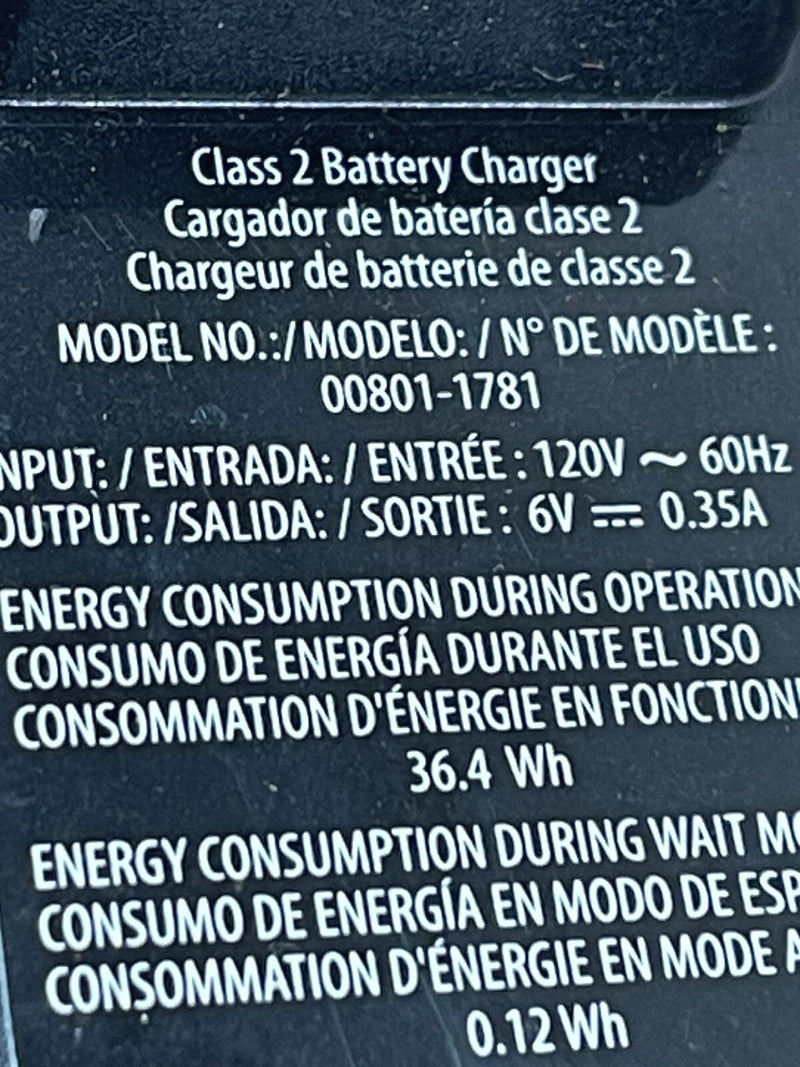 Class 2 Battery Charger
Cargador de batería clase 2
Chargeur de batterie de classe 2
MODEL NO.:/ MODELO: / N° DE MODÈLE :
00801-1781
NPUT: / ENTRADA: / ENTRÉE : 120V ~ 60Hz
OUTPUT: /SALIDA: / SORTIE : 6V ⎓ 0.35A
ENERGY CONSUMPTION DURING OPERATION
CONSUMO DE ENERGÍA DURANTE EL USO
CONSOMMATION D'ÉNERGIE EN FONCTION
36.4 Wh
ENERGY CONSUMPTION DURING WAIT MO
CONSUMO DE ENERGÍA EN MODO DE ESP
CONSOMMATION D'ÉNERGIE EN MODE A
0.12 Wh